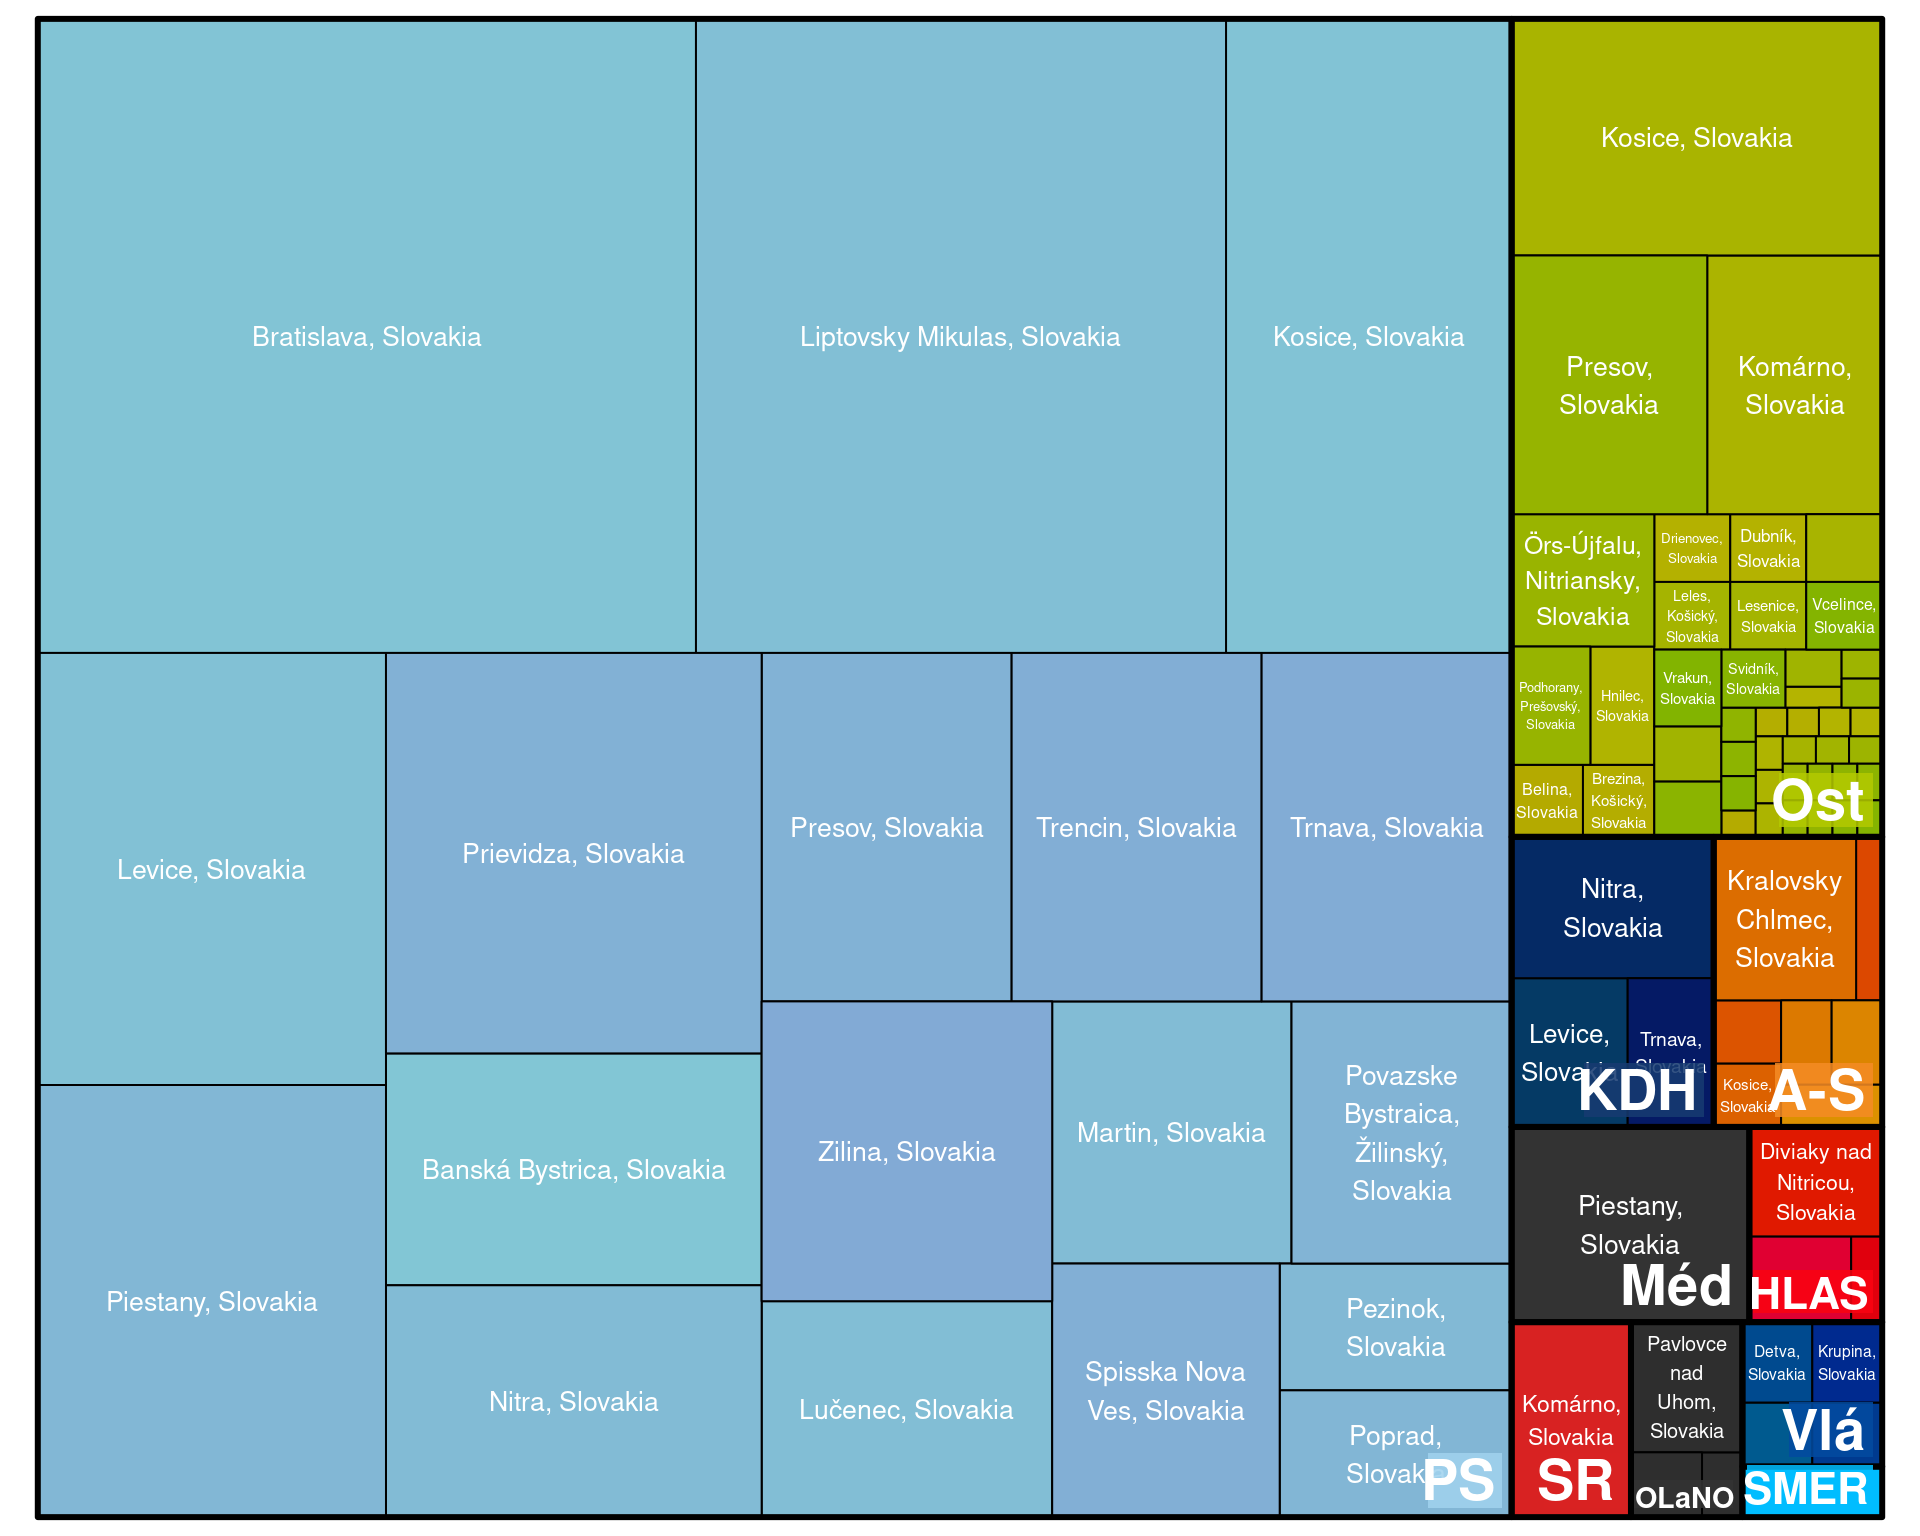 Bratislava, Slovakia
Liptovsky Mikulas, Slovakia
Kosice, Slovakia
Levice, Slovakia
Prievidza, Slovakia
Presov, Slovakia
Trencin, Slovakia
Trnava, Slovakia
Piestany, Slovakia
Banská Bystrica, Slovakia
Nitra, Slovakia
Zilina, Slovakia
Lučenec, Slovakia
Martin, Slovakia
Povazske
Bystraica,
Žilinský,
Slovakia
Spisska Nova
Ves, Slovakia
Pezinok,
Slovakia
Poprad,
Slovakia
PS
Kosice, Slovakia
Presov,
Slovakia
Komárno,
Slovakia
Örs-Újfalu,
Nitriansky,
Slovakia
Drienovec,
Slovakia
Dubník,
Slovakia
Leles,
Košický,
Slovakia
Lesenice,
Slovakia
Vcelince,
Slovakia
Podhorany,
Prešovský,
Slovakia
Hnilec,
Slovakia
Vrakun,
Slovakia
Svidník,
Slovakia
Belina,
Slovakia
Brezina,
Košický,
Slovakia
Ost
Nitra,
Slovakia
Levice,
Slovakia
Trnava,
Slovakia
KDH
Kralovsky
Chlmec,
Slovakia
Kosice,
Slovakia
A-S
Piestany,
Slovakia
Méd
Diviaky nad
Nitricou,
Slovakia
HLAS
Komárno,
Slovakia
SR
Pavlovce
nad
Uhom,
Slovakia
OLaNO
Detva,
Slovakia
Krupina,
Slovakia
Vlá
SMER